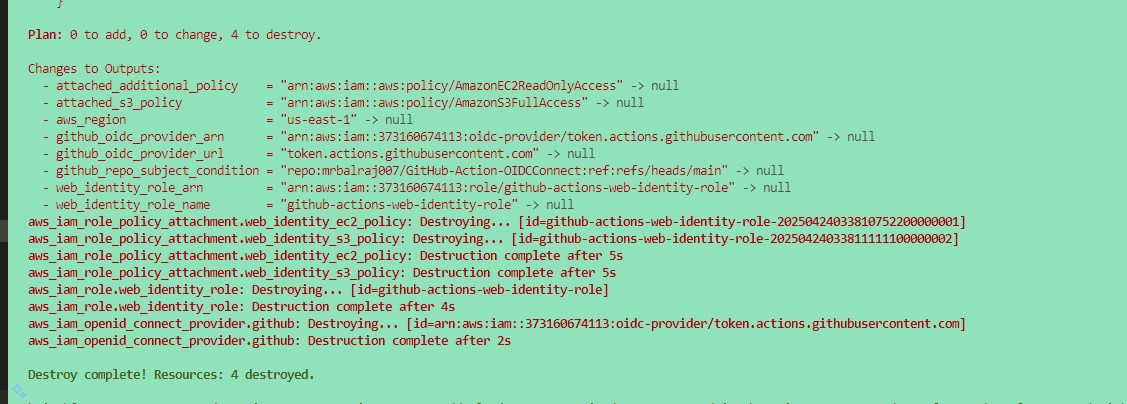 }
Plan: 0 to add, 0 to change, 4 to destroy.
Changes to Outputs:
- attached_additional_policy = "arn:aws:iam::aws:policy/AmazonEC2ReadOnlyAccess" -> null
- attached_s3_policy = "arn:aws:iam::aws:policy/AmazonS3FullAccess" -> null
- aws_region = "us-east-1" -> null
- github_oidc_provider_arn = "arn:aws:iam::373160674113:oidc-provider/token.actions.githubusercontent.com" -> null
- github_oidc_provider_url = "token.actions.githubusercontent.com" -> null
- github_repo_subject_condition = "repo:mrbalraj007/GitHub-Action-OIDCConnect:ref:refs/heads/main" -> null
- web_identity_role_arn = "arn:aws:iam::373160674113:role/github-actions-web-identity-role" -> null
- web_identity_role_name = "github-actions-web-identity-role" -> null
aws_iam_role_policy_attachment.web_identity_ec2_policy: Destroying... [id=github-actions-web-identity-role-20250424033810752200000001]
aws_iam_role_policy_attachment.web_identity_s3_policy: Destroying... [id=github-actions-web-identity-role-20250424033811111100000002]
aws_iam_role_policy_attachment.web_identity_ec2_policy: Destruction complete after 5s
aws_iam_role_policy_attachment.web_identity_s3_policy: Destruction complete after 5s
aws_iam_role.web_identity_role: Destroying... [id=github-actions-web-identity-role]
aws_iam_role.web_identity_role: Destruction complete after 4s
aws_iam_openid_connect_provider.github: Destroying... [id=arn:aws:iam::373160674113:oidc-provider/token.actions.githubusercontent.com]
aws_iam_openid_connect_provider.github: Destruction complete after 2s
Destroy complete! Resources: 4 destroyed.